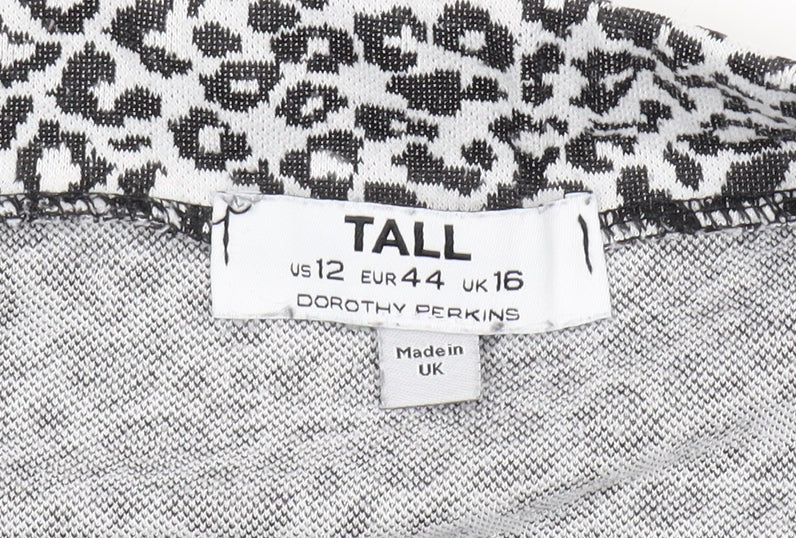 TALL
US 12 EUR 44 UK 16
DOROTHY PERKINS
Made in
UK